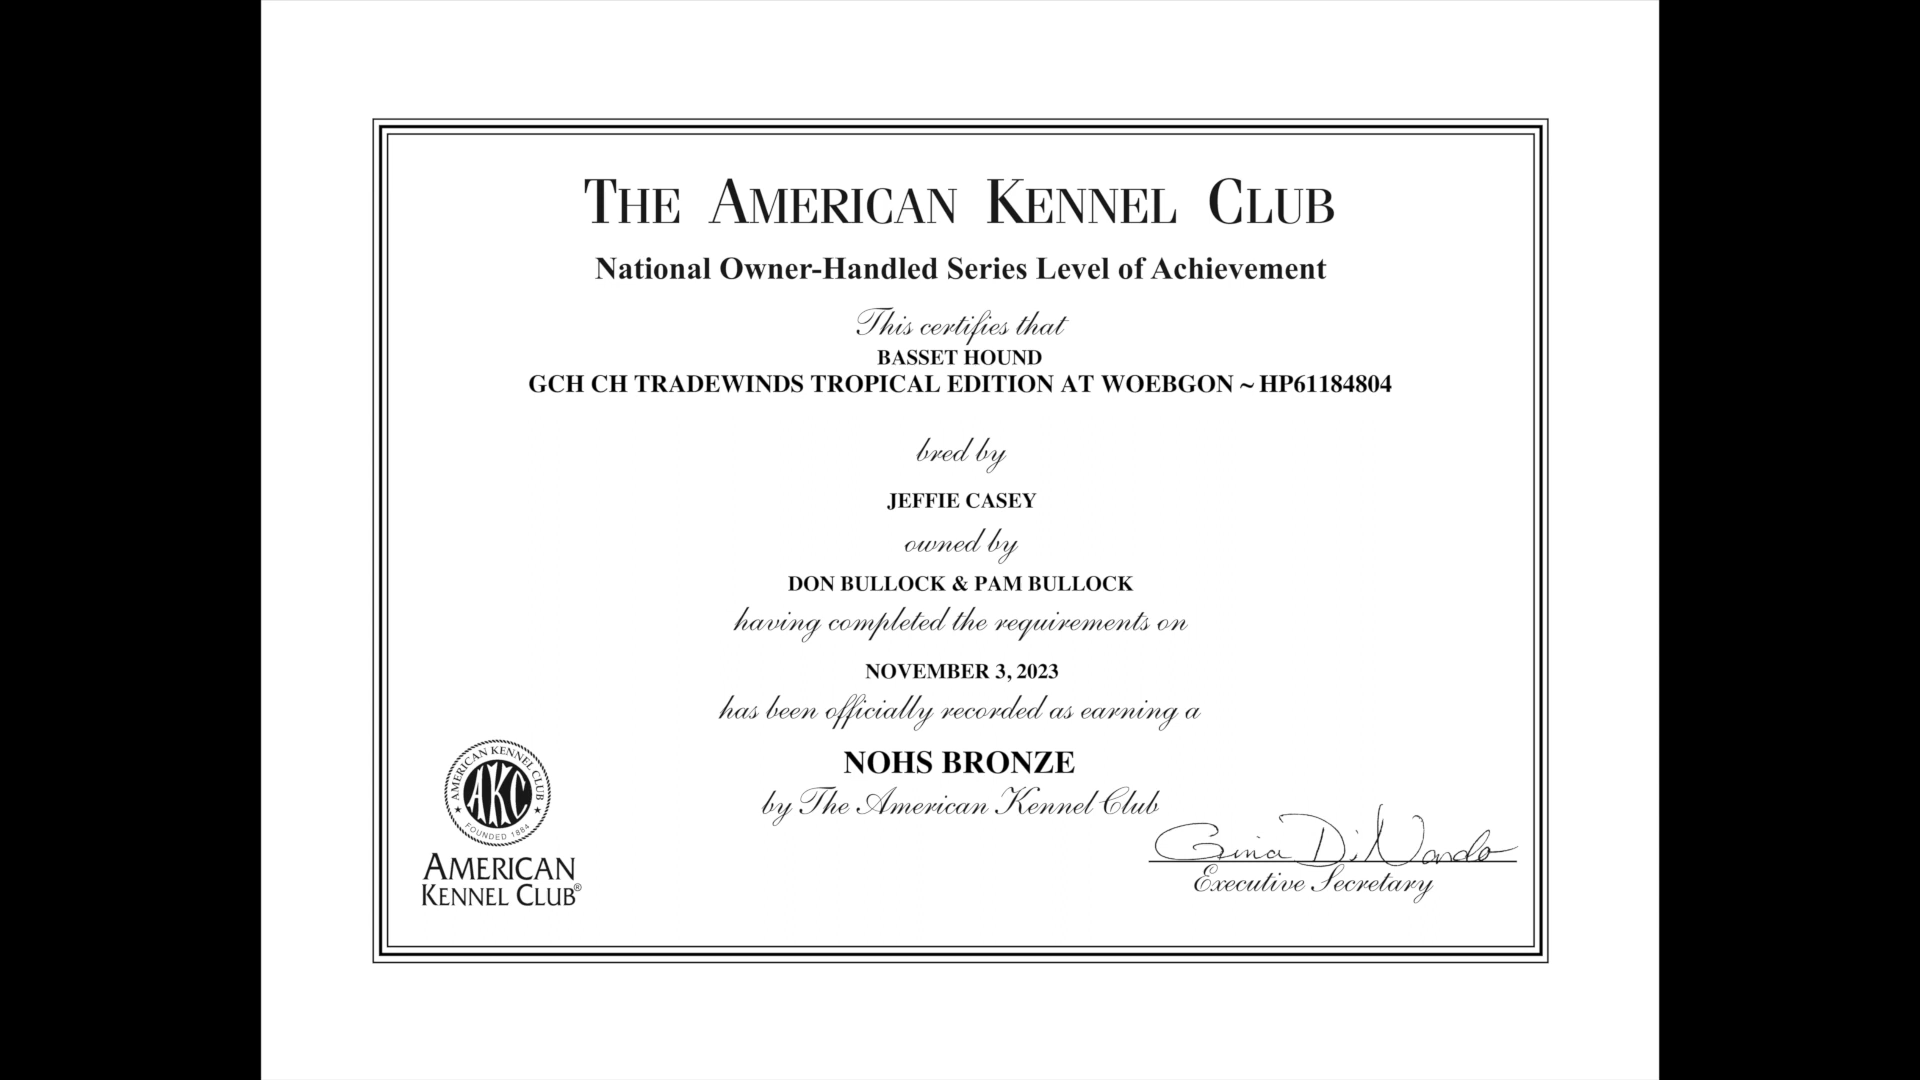 THE AMERICAN KENNEL CLUB
National Owner-Handled Series Level of Achievement
This certifies that
BASSET HOUND
GCH CH TRADEWINDS TROPICAL EDITION AT WOEBGON ~ HP61184804
bred by
JEFFIE CASEY
owned by
DON BULLOCK & PAM BULLOCK
having completed the requirements on
NOVEMBER 3, 2023
has been officially recorded as earning a
NOHS BRONZE
by The American Kennel Club
AMERICAN KENNEL CLUB
AKC
FOUNDED 1884
AMERICAN
KENNEL CLUB®
Gina DiNardo
Executive Secretary